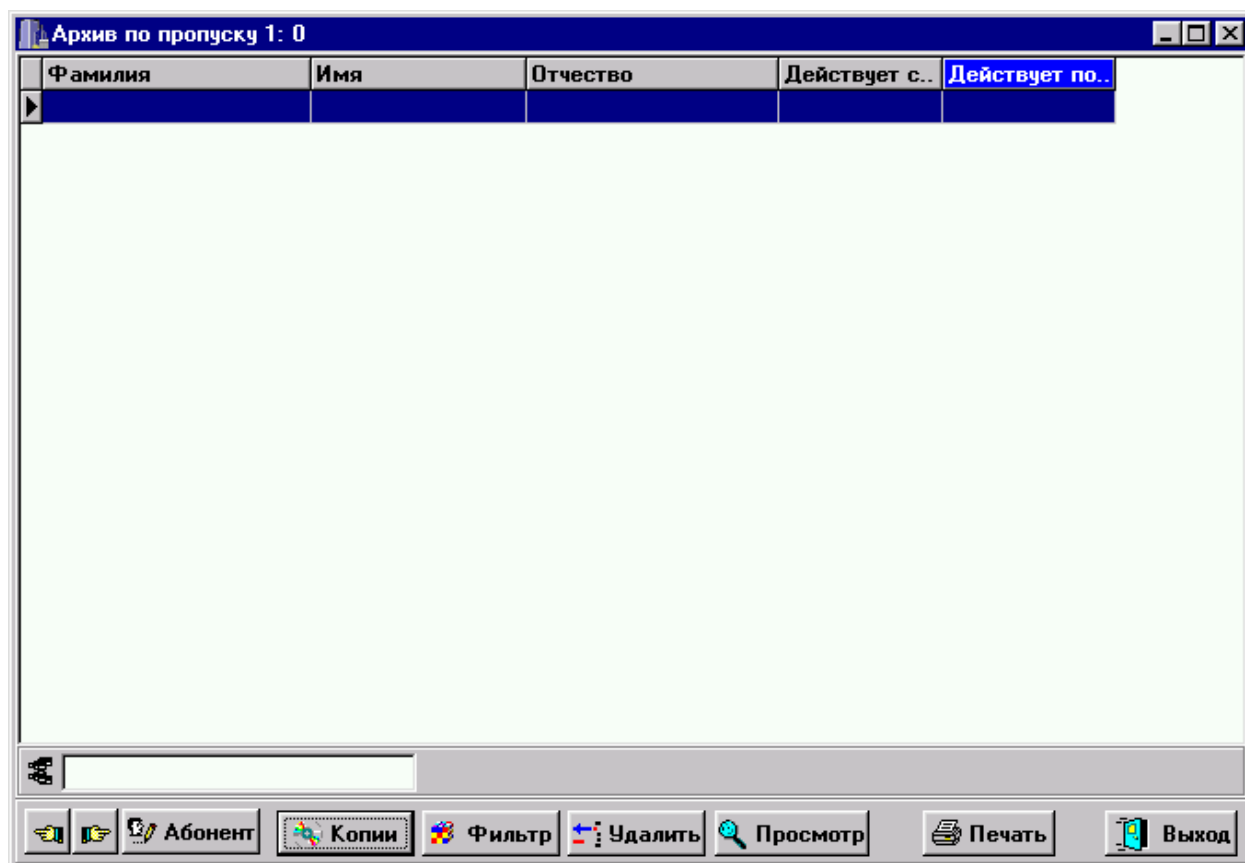 Архив по пропуску 1: 0
Фамилия Имя Отчество Действует с.. Действует по..
Абонент Копии Фильтр Удалить Просмотр Печать Выход